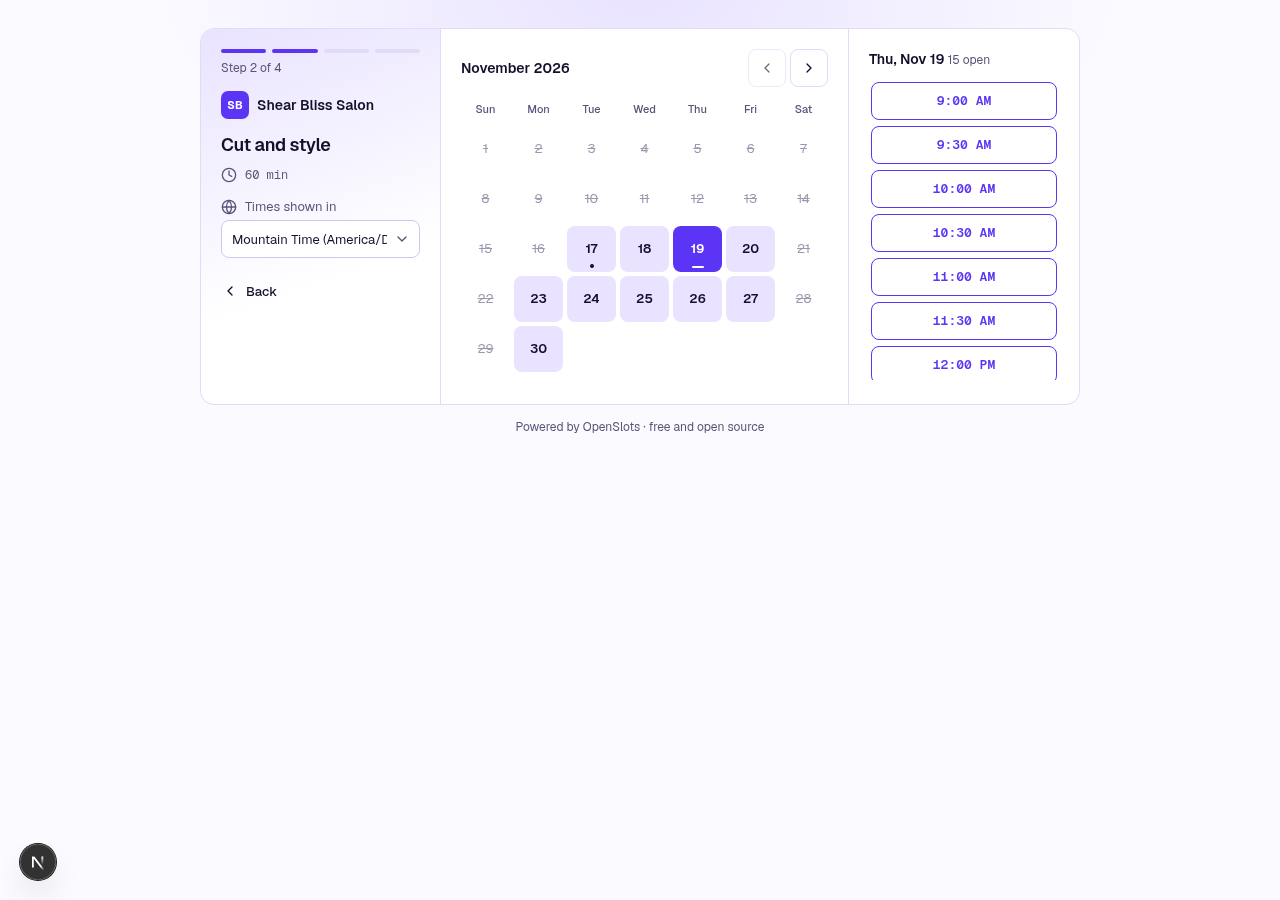 Step 2 of 4
SB Shear Bliss Salon
Cut and style
60 min
Times shown in
Mountain Time (America/D
Back
November 2026
Sun Mon Tue Wed Thu Fri Sat
1 2 3 4 5 6 7
8 9 10 11 12 13 14
15 16 17 18 19 20 21
22 23 24 25 26 27 28
29 30
Thu, Nov 19 15 open
9:00 AM
9:30 AM
10:00 AM
10:30 AM
11:00 AM
11:30 AM
12:00 PM
Powered by OpenSlots · free and open source
N